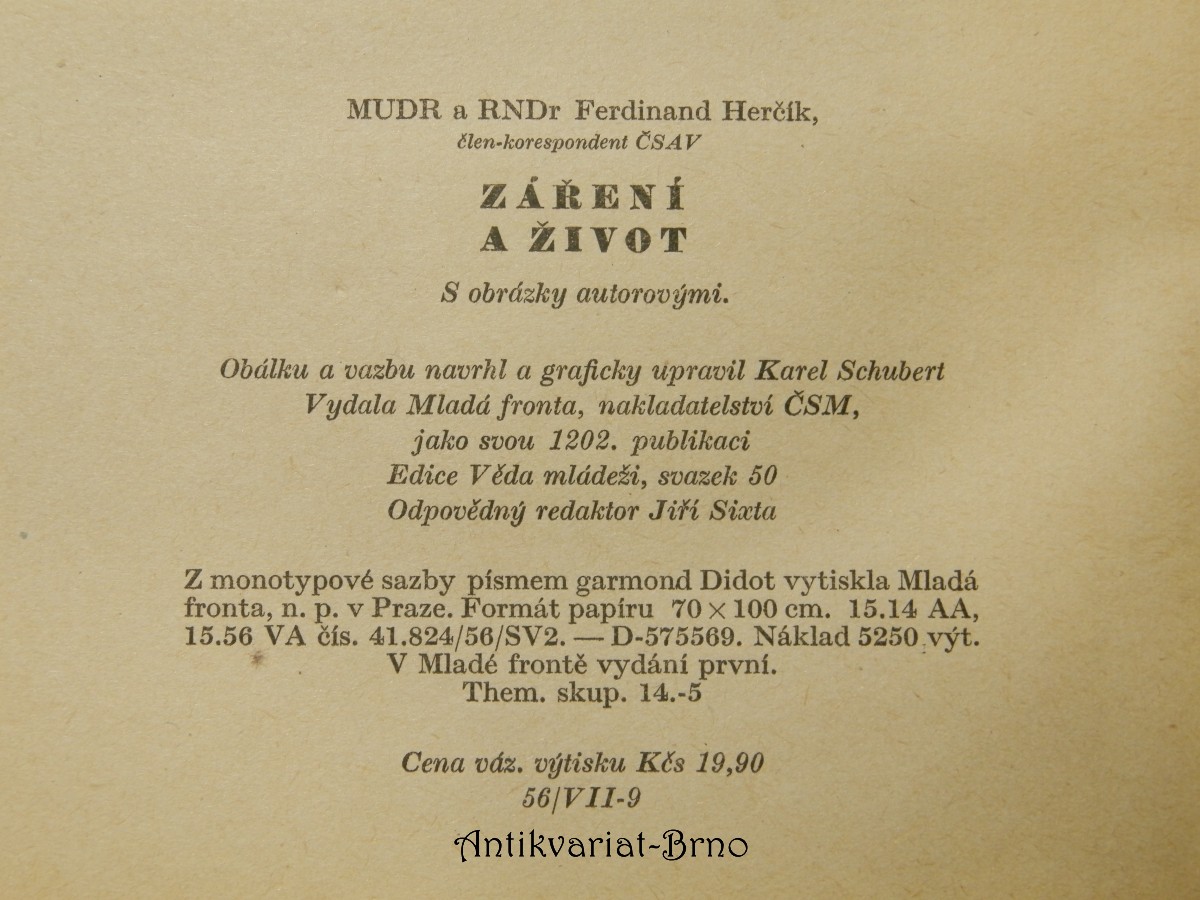 MUDR a RNDr Ferdinand Herčík,
člen-korespondent ČSAV
ZÁŘENÍ
A ŽIVOT
S obrázky autorovými.
Obálku a vazbu navrhl a graficky upravil Karel Schubert
Vydala Mladá fronta, nakladatelství ČSM,
jako svou 1202. publikaci
Edice Věda mládeži, svazek 50
Odpovědný redaktor Jiří Sixta
Z monotypové sazby písmem garmond Didot vytiskla Mladá
fronta, n. p. v Praze. Formát papíru 70 × 100 cm. 15.14 AA,
15.56 VA čís. 41.824/56/SV2. — D-575569. Náklad 5250 výt.
V Mladé frontě vydání první.
Them. skup. 14.-5
Cena váz. výtisku Kčs 19,90
56/VII-9
Antikvariat-Brno